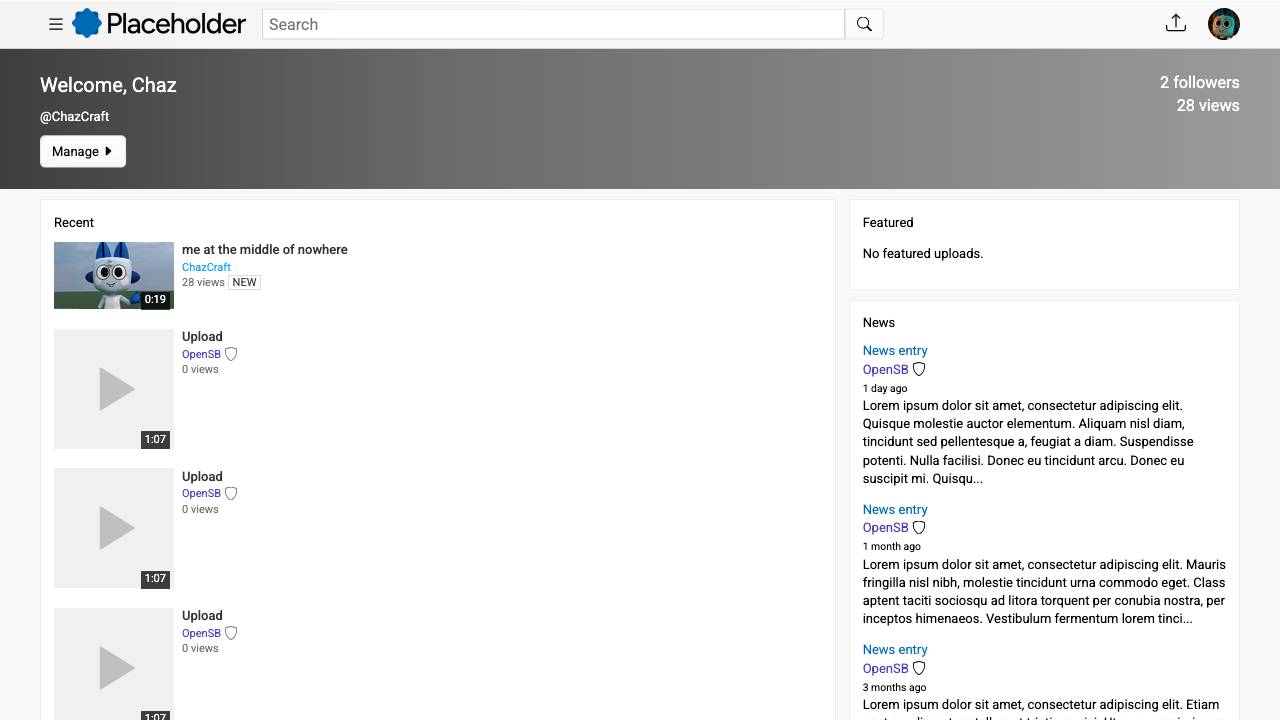 Placeholder
Search
Welcome, Chaz
@ChazCraft
Manage
2 followers
28 views
Recent
me at the middle of nowhere
ChazCraft
28 views NEW
0:19
Upload
OpenSB
0 views
1:07
Upload
OpenSB
0 views
1:07
Upload
OpenSB
0 views
1:07
Featured
No featured uploads.
News
News entry
OpenSB
1 day ago
Lorem ipsum dolor sit amet, consectetur adipiscing elit.
Quisque molestie auctor elementum. Aliquam nisl diam,
tincidunt sed pellentesque a, feugiat a diam. Suspendisse
potenti. Nulla facilisi. Donec eu tincidunt arcu. Donec eu
suscipit mi. Quisqu...
News entry
OpenSB
1 month ago
Lorem ipsum dolor sit amet, consectetur adipiscing elit. Mauris
fringilla nisl nibh, molestie tincidunt urna commodo eget. Class
aptent taciti sociosqu ad litora torquent per conubia nostra, per
inceptos himenaeos. Vestibulum fermentum lorem tinci...
News entry
OpenSB
3 months ago
Lorem ipsum dolor sit amet, consectetur adipiscing elit. Etiam